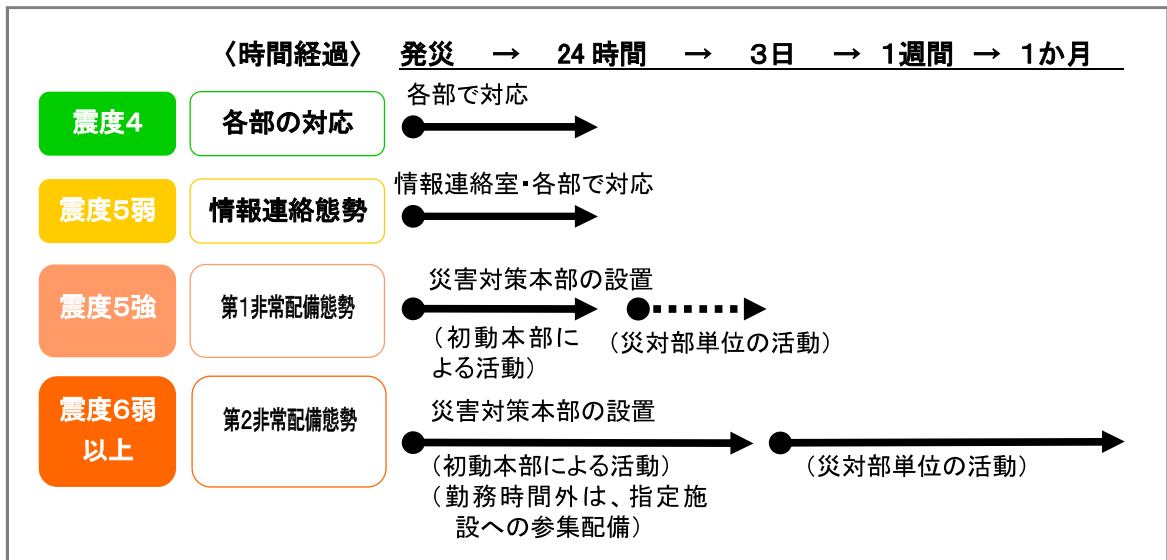 〈時間経過〉 発災 → 24時間 → 3日 → 1週間 → 1か月
各部で対応
震度4 各部の対応
情報連絡室・各部で対応
震度5弱 情報連絡態勢
災害対策本部の設置
震度5強 第1非常配備態勢
（初動本部に
よる活動）
（災対部単位の活動）
震度6弱
以上
第2非常配備態勢
災害対策本部の設置
（初動本部による活動）
（勤務時間外は、指定施
設への参集配備）
（災対部単位の活動）